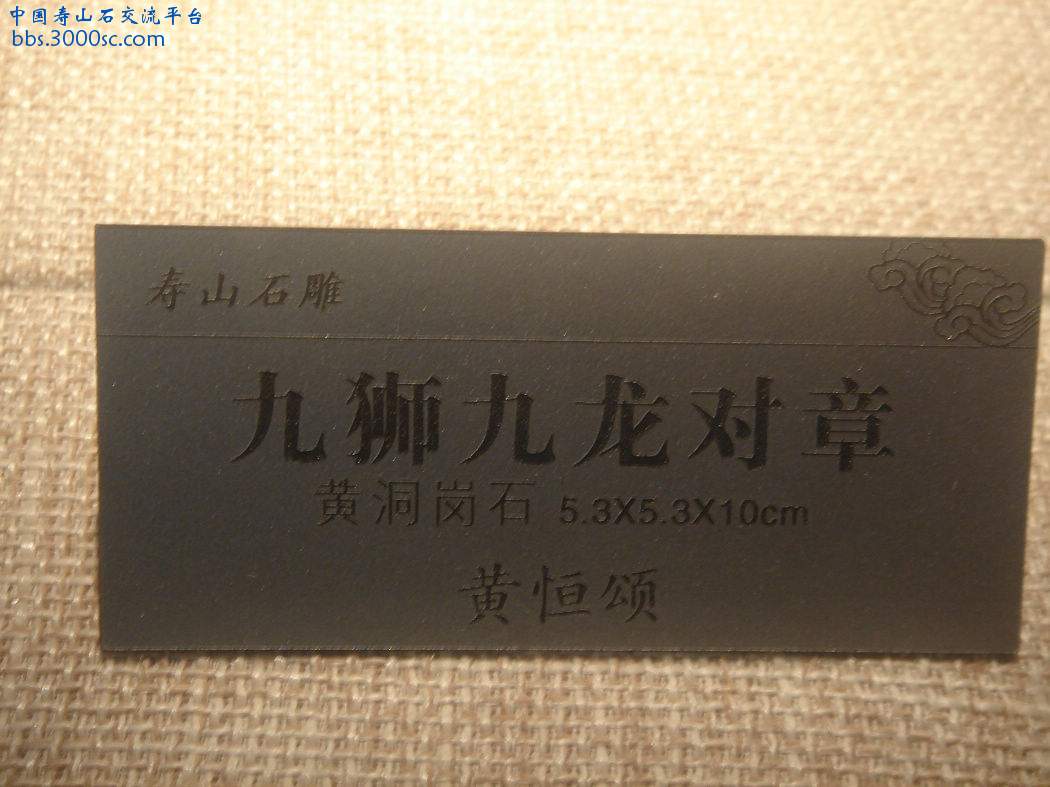 中国寿山石交流平台
bbs.3000sc.com
寿山石雕
九狮九龙对章
黄洞岗石 5.3X5.3X10cm
黄恒颂